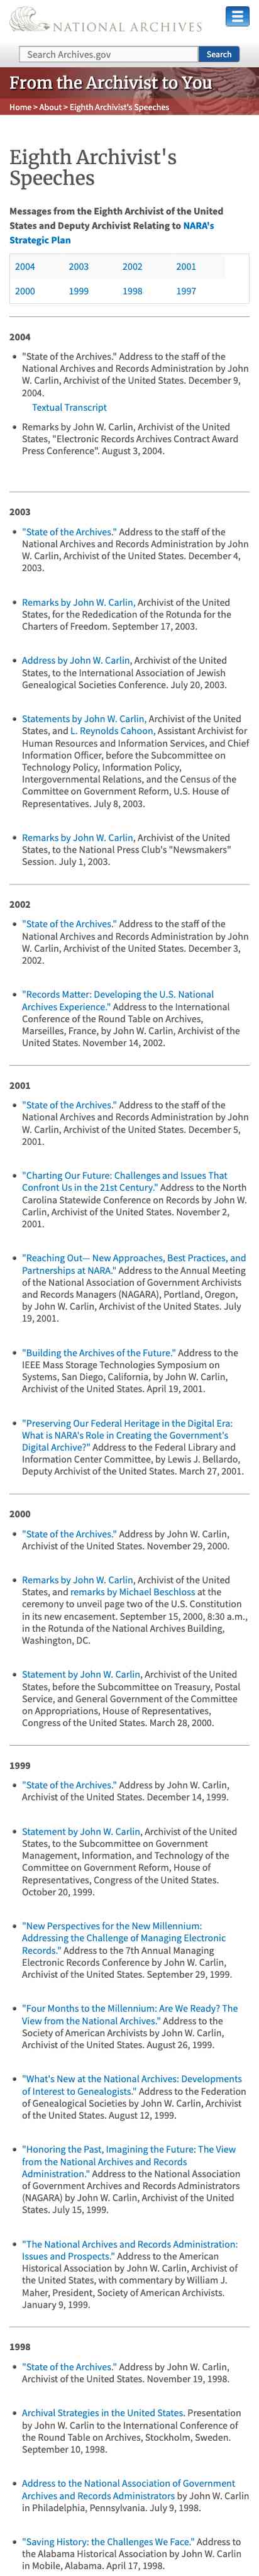 NATIONAL ARCHIVES
Search Archives.gov
Search
From the Archivist to You
Home > About > Eighth Archivist's Speeches
Eighth Archivist's
Speeches
Messages from the Eighth Archivist of the United
States and Deputy Archivist Relating to NARA's
Strategic Plan
2004 2003 2002 2001
2000 1999 1998 1997
2004
• "State of the Archives." Address to the staff of the
National Archives and Records Administration by John
W. Carlin, Archivist of the United States. December 9,
2004.
Textual Transcript
• Remarks by John W. Carlin, Archivist of the United
States, "Electronic Records Archives Contract Award
Press Conference". August 3, 2004.
2003
• "State of the Archives." Address to the staff of the
National Archives and Records Administration by John
W. Carlin, Archivist of the United States. December 4,
2003.
• Remarks by John W. Carlin, Archivist of the United
States, for the Rededication of the Rotunda for the
Charters of Freedom. September 17, 2003.
• Address by John W. Carlin, Archivist of the United
States, to the International Association of Jewish
Genealogical Societies Conference. July 20, 2003.
• Statements by John W. Carlin, Archivist of the United
States, and L. Reynolds Cahoon, Assistant Archivist for
Human Resources and Information Services, and Chief
Information Officer, before the Subcommittee on
Technology Policy, Information Policy,
Intergovernmental Relations, and the Census of the
Committee on Government Reform, U.S. House of
Representatives. July 8, 2003.
• Remarks by John W. Carlin, Archivist of the United
States, to the National Press Club's "Newsmakers"
Session. July 1, 2003.
2002
• "State of the Archives." Address to the staff of the
National Archives and Records Administration by John
W. Carlin, Archivist of the United States. December 3,
2002.
• "Records Matter: Developing the U.S. National
Archives Experience." Address to the International
Conference of the Round Table on Archives,
Marseilles, France, by John W. Carlin, Archivist of the
United States. November 14, 2002.
2001
• "State of the Archives." Address to the staff of the
National Archives and Records Administration by John
W. Carlin, Archivist of the United States. December 5,
2001.
• "Charting Our Future: Challenges and Issues That
Confront Us in the 21st Century." Address to the North
Carolina Statewide Conference on Records by John W.
Carlin, Archivist of the United States. November 2,
2001.
• "Reaching Out— New Approaches, Best Practices, and
Partnerships at NARA." Address to the Annual Meeting
of the National Association of Government Archivists
and Records Managers (NAGARA), Portland, Oregon,
by John W. Carlin, Archivist of the United States. July
19, 2001.
• "Building the Archives of the Future." Address to the
IEEE Mass Storage Technologies Symposium on
Systems, San Diego, California, by John W. Carlin,
Archivist of the United States. April 19, 2001.
• "Preserving Our Federal Heritage in the Digital Era:
What is NARA's Role in Creating the Government's
Digital Archive?" Address to the Federal Library and
Information Center Committee, by Lewis J. Bellardo,
Deputy Archivist of the United States. March 27, 2001.
2000
• "State of the Archives." Address by John W. Carlin,
Archivist of the United States. November 29, 2000.
• Remarks by John W. Carlin, Archivist of the United
States, and remarks by Michael Beschloss at the
ceremony to unveil page two of the U.S. Constitution
in its new encasement. September 15, 2000, 8:30 a.m.,
in the Rotunda of the National Archives Building,
Washington, DC.
• Statement by John W. Carlin, Archivist of the United
States, before the Subcommittee on Treasury, Postal
Service, and General Government of the Committee
on Appropriations, House of Representatives,
Congress of the United States. March 28, 2000.
1999
• "State of the Archives." Address by John W. Carlin,
Archivist of the United States. December 14, 1999.
• Statement by John W. Carlin, Archivist of the United
States, to the Subcommittee on Government
Management, Information, and Technology of the
Committee on Government Reform, House of
Representatives, Congress of the United States.
October 20, 1999.
• "New Perspectives for the New Millennium:
Addressing the Challenge of Managing Electronic
Records." Address to the 7th Annual Managing
Electronic Records Conference by John W. Carlin,
Archivist of the United States. September 29, 1999.
• "Four Months to the Millennium: Are We Ready? The
View from the National Archives." Address to the
Society of American Archivists by John W. Carlin,
Archivist of the United States. August 26, 1999.
• "What's New at the National Archives: Developments
of Interest to Genealogists." Address to the Federation
of Genealogical Societies by John W. Carlin, Archivist
of the United States. August 12, 1999.
• "Honoring the Past, Imagining the Future: The View
from the National Archives and Records
Administration." Address to the National Association
of Government Archives and Records Administrators
(NAGARA) by John W. Carlin, Archivist of the United
States. July 15, 1999.
• "The National Archives and Records Administration:
Issues and Prospects." Address to the American
Historical Association by John W. Carlin, Archivist of
the United States, with commentary by William J.
Maher, President, Society of American Archivists.
January 9, 1999.
1998
• "State of the Archives." Address by John W. Carlin,
Archivist of the United States. November 19, 1998.
• Archival Strategies in the United States. Presentation
by John W. Carlin to the International Conference of
the Round Table on Archives, Stockholm, Sweden.
September 10, 1998.
• Address to the National Association of Government
Archives and Records Administrators by John W. Carlin
in Philadelphia, Pennsylvania. July 9, 1998.
• "Saving History: the Challenges We Face." Address to
the Alabama Historical Association by John W. Carlin
in Mobile, Alabama. April 17, 1998.